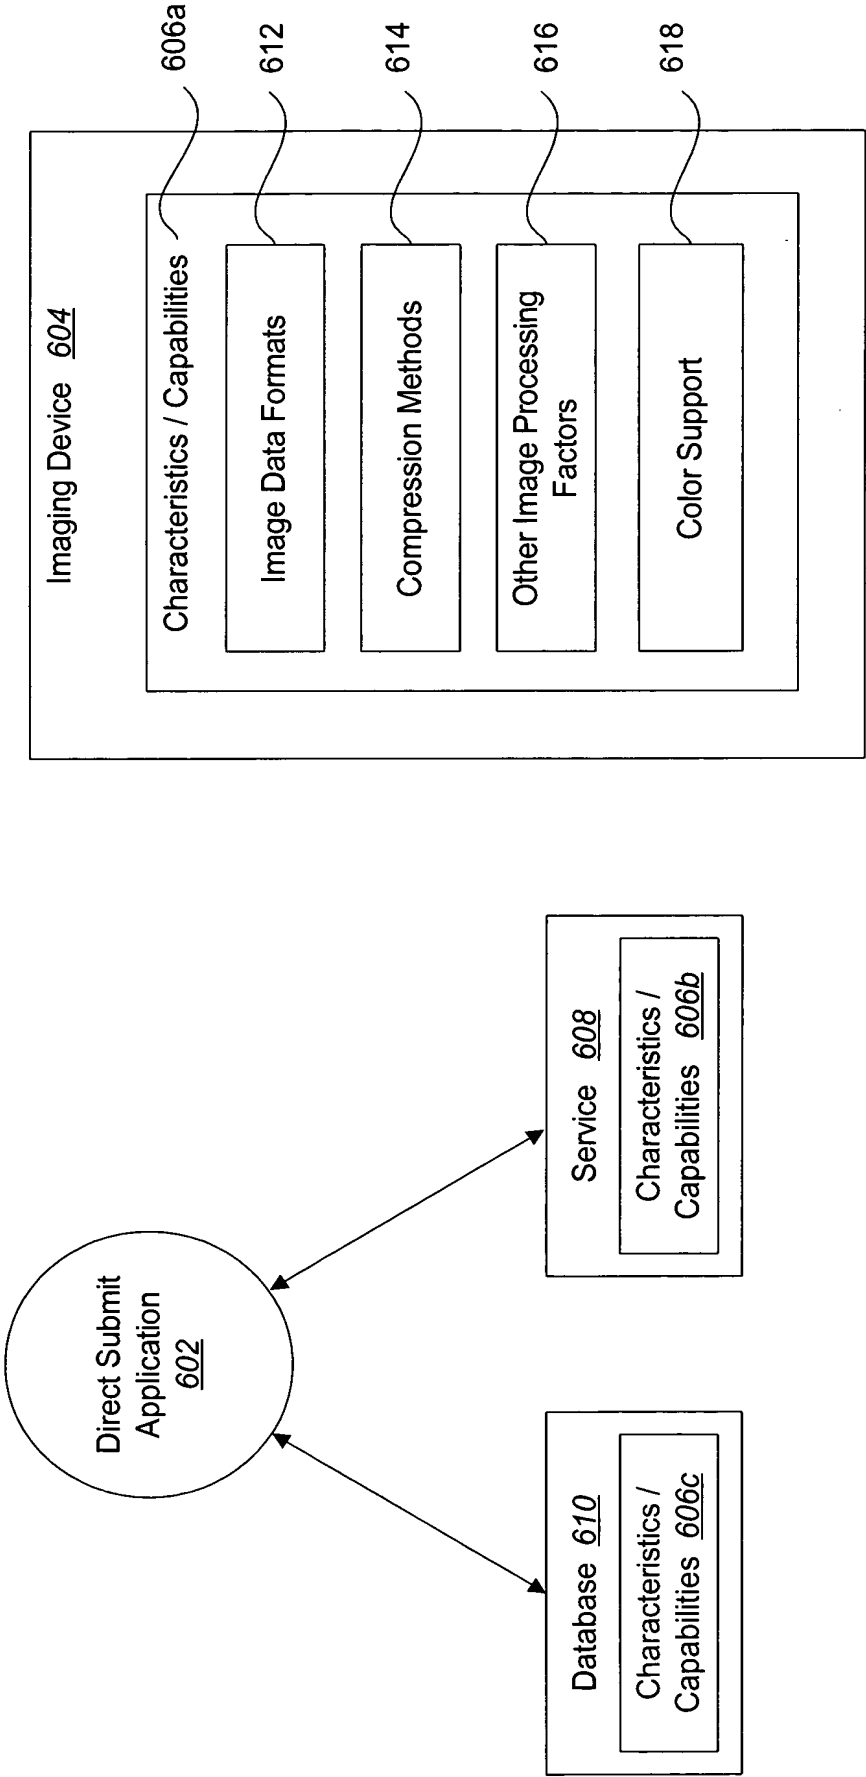 Direct Submit
Application
602
Database 610
Characteristics /
Capabilities 606c
Service 608
Characteristics /
Capabilities 606b
Imaging Device 604
Characteristics / Capabilities
606a
Image Data Formats
612
Compression Methods
614
Other Image Processing
Factors
616
Color Support
618